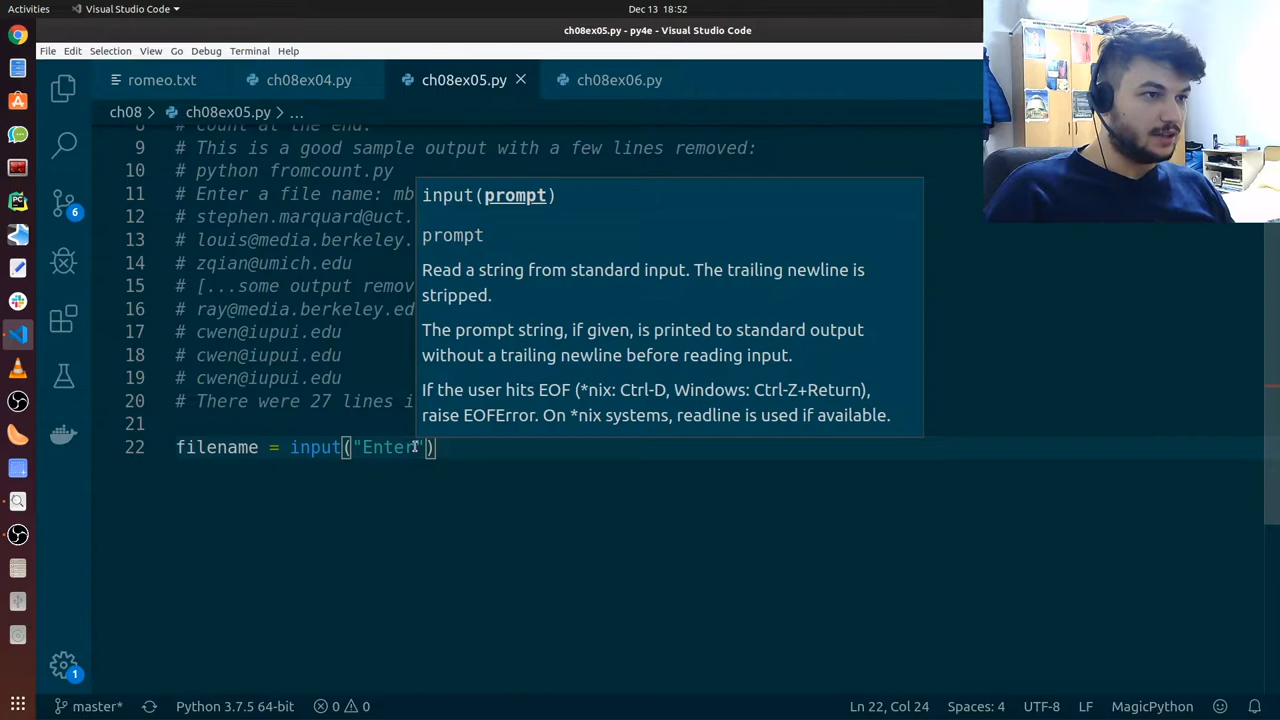 Activities
Visual Studio Code
Dec 13 18:52
ch08ex05.py - py4e - Visual Studio Code
File Edit Selection View Go Debug Terminal Help
romeo.txt ch08ex04.py ch08ex05.py ch08ex06.py
ch08 ch08ex05.py ...
8 # count at the end.
9 # This is a good sample output with a few lines removed:
10 # python fromcount.py
11 # Enter a file name: mb
12 # stephen.marquard@uct.
13 # louis@media.berkeley.
14 # zqian@umich.edu
15 # [...some output remov
16 # ray@media.berkeley.ed
17 # cwen@iupui.edu
18 # cwen@iupui.edu
19 # cwen@iupui.edu
20 # There were 27 lines i
21
22 filename = input("Enter")
input(prompt)
prompt
Read a string from standard input. The trailing newline is
stripped.
The prompt string, if given, is printed to standard output
without a trailing newline before reading input.
If the user hits EOF (*nix: Ctrl-D, Windows: Ctrl-Z+Return),
raise EOFError. On *nix systems, readline is used if available.
6
1
master* Python 3.7.5 64-bit 0 0 Ln 22, Col 24 Spaces: 4 UTF-8 LF MagicPython